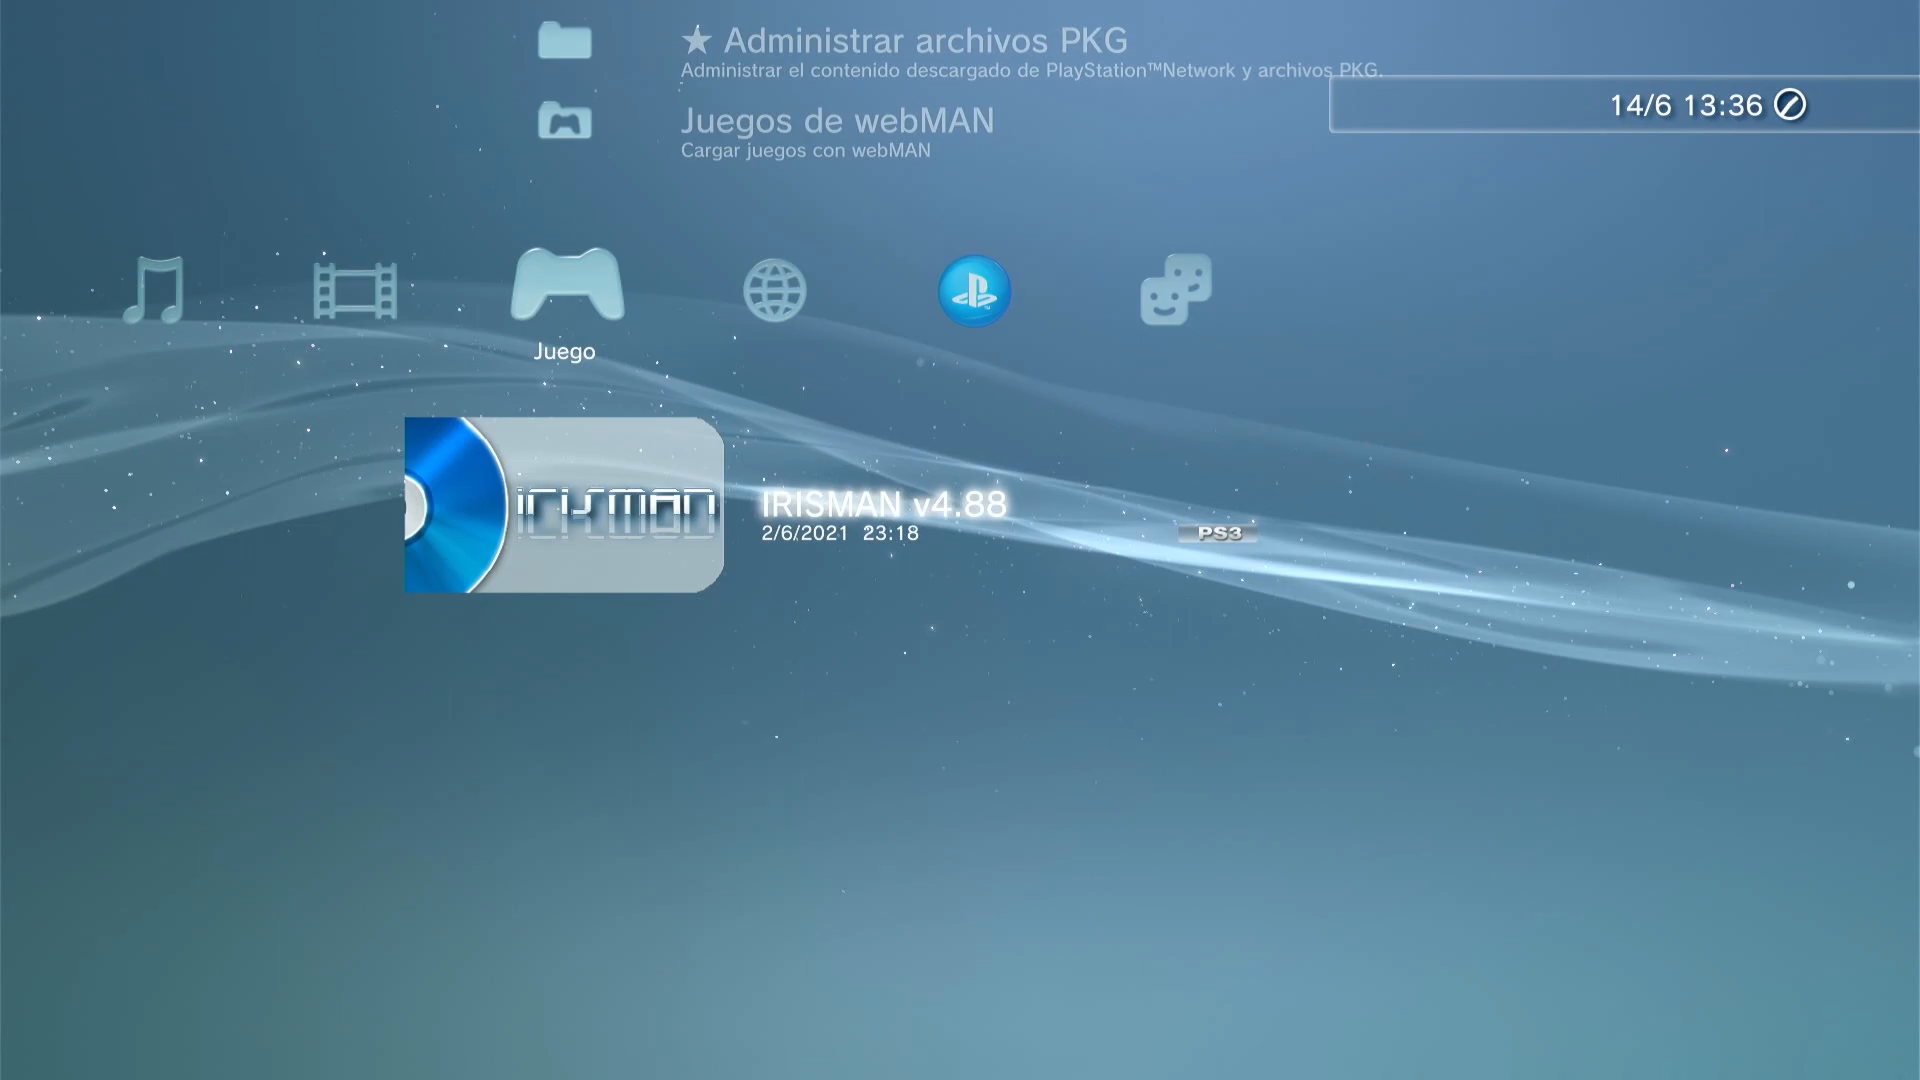 ★ Administrar archivos PKG
Administrar el contenido descargado de PlayStation™Network y archivos PKG.
14/6 13:36
Juegos de webMAN
Cargar juegos con webMAN
Juego
irisman
IRISMAN v4.88
2/6/2021 23:18
PS3